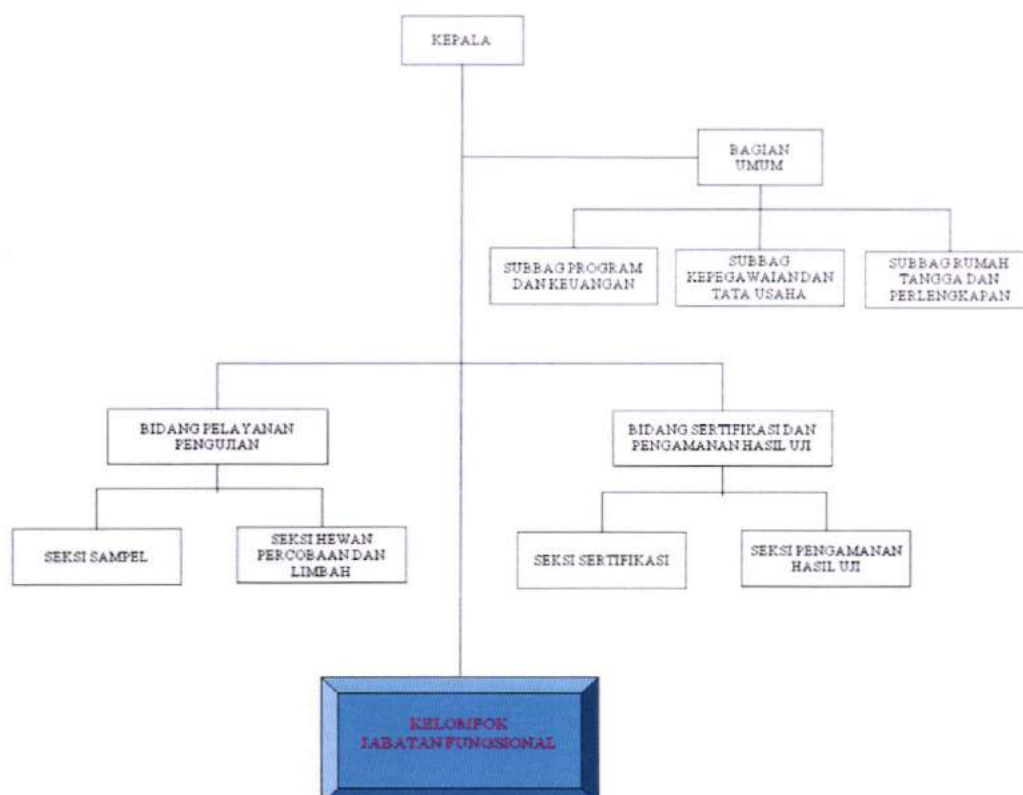 KEPALA
BAGIAN
UMUM
SUBBAG PROGRAM
DAN KEUANGAN
SUBBAG
KEPEGAWAIAN DAN
TATA USAHA
SUBBAG RUMAH
TANGGA DAN
PERLENGKAPAN
BIDANG PELAYANAN
PENGUJIAN
BIDANG SERTIFIKASI DAN
PENGAMANAN HASIL UJI
SEKSI SAMPEL
SEKSI HEWAN
PERCOBAAN DAN
LIMBAH
SEKSI SERTIFIKASI
SEKSI PENGAMANAN
HASIL UJI
KELOMPOK
JABATAN FUNGSIONAL